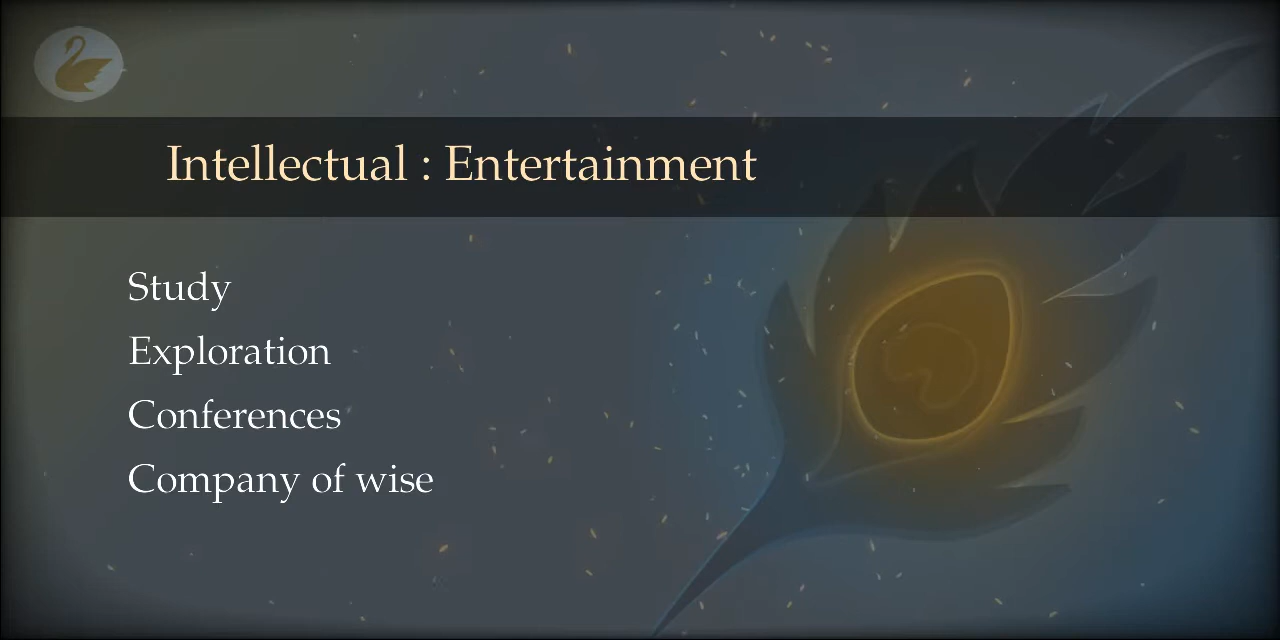 Intellectual : Entertainment
Study
Exploration
Conferences
Company of wise